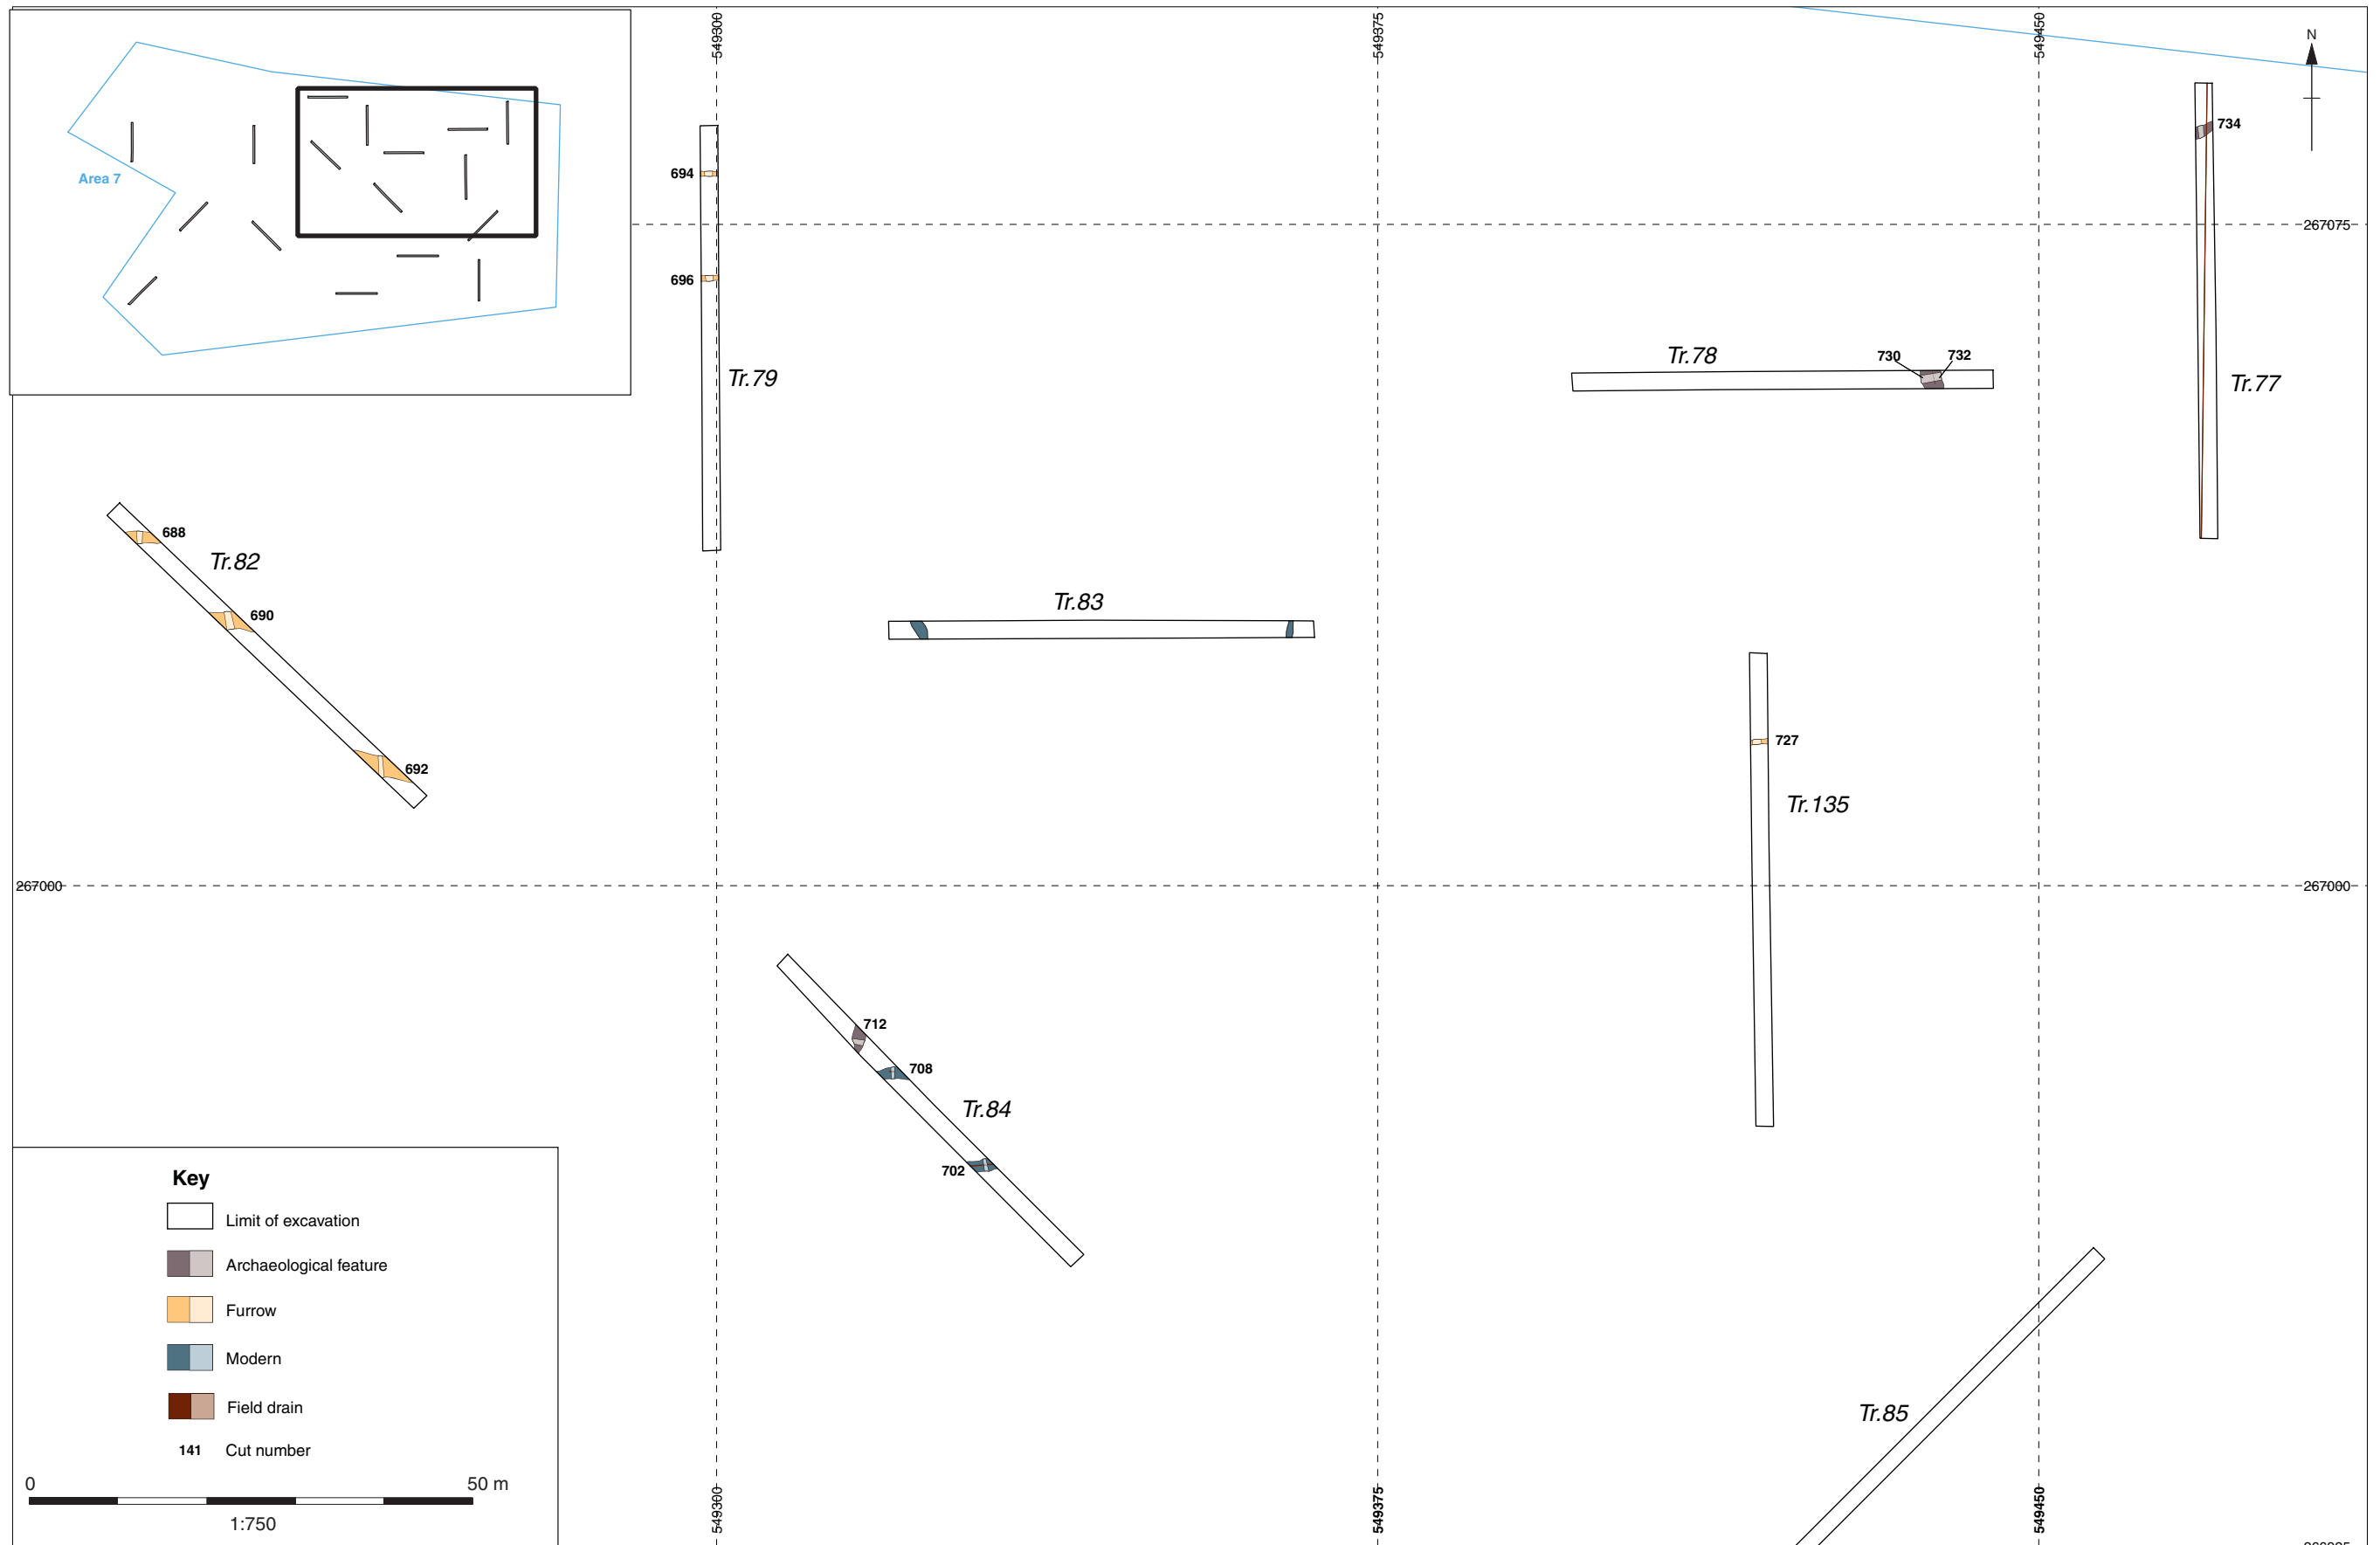 549300
549375
549450
N
Area 7
734
694
267075
696
730
732
Tr.78
Tr.79
Tr.77
688
Tr.82
Tr.83
690
727
692
Tr.135
267000
267000
712
708
Tr.84
702
Key
Limit of excavation
Archaeological feature
Furrow
Modern
Field drain
141 Cut number
0 50 m
1:750
Tr.85
549300
549375
549450